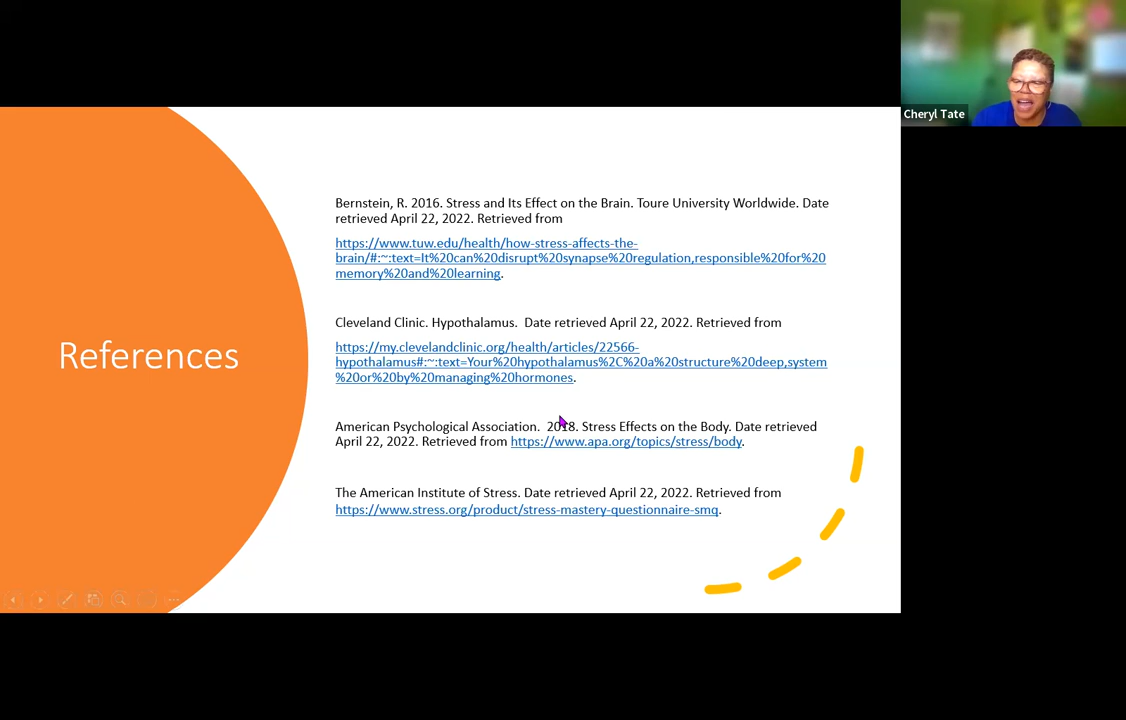 Cheryl Tate
References
Bernstein, R. 2016. Stress and Its Effect on the Brain. Toure University Worldwide. Date
retrieved April 22, 2022. Retrieved from
https://www.tuw.edu/health/how-stress-affects-the-
brain/#:~:text=It%20can%20disrupt%20synapse%20regulation,responsible%20for%20
memory%20and%20learning.
Cleveland Clinic. Hypothalamus.  Date retrieved April 22, 2022. Retrieved from
https://my.clevelandclinic.org/health/articles/22566-
hypothalamus#:~:text=Your%20hypothalamus%2C%20a%20structure%20deep,system
%20or%20by%20managing%20hormones.
American Psychological Association.  2018. Stress Effects on the Body. Date retrieved
April 22, 2022. Retrieved from https://www.apa.org/topics/stress/body.
The American Institute of Stress. Date retrieved April 22, 2022. Retrieved from
https://www.stress.org/product/stress-mastery-questionnaire-smq.